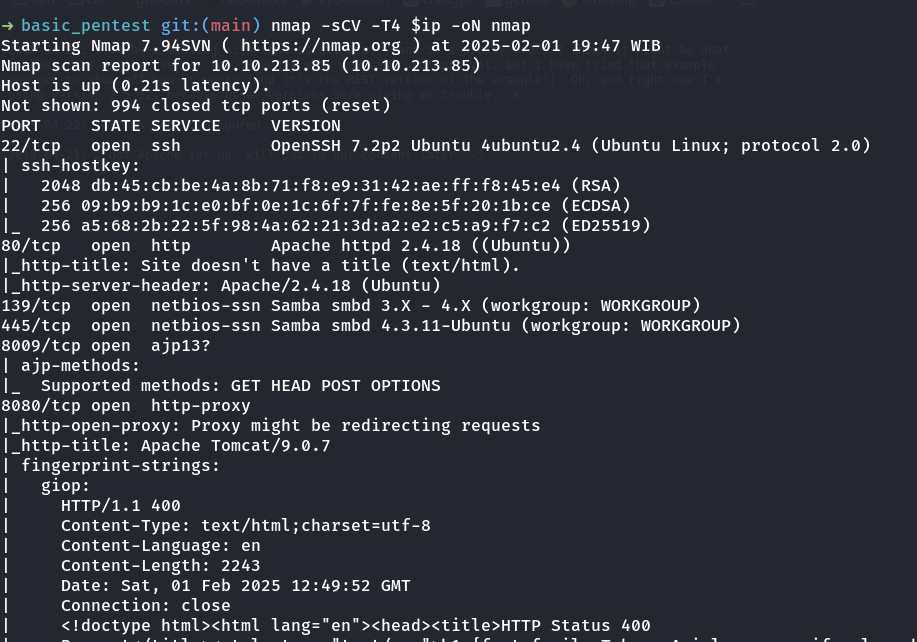 → basic_pentest git:(main) nmap -sCV -T4 $ip -oN nmap
Starting Nmap 7.94SVN ( https://nmap.org ) at 2025-02-01 19:47 WIB
Nmap scan report for 10.10.213.85 (10.10.213.85)
Host is up (0.21s latency).
Not shown: 994 closed tcp ports (reset)
PORT     STATE SERVICE     VERSION
22/tcp   open  ssh         OpenSSH 7.2p2 Ubuntu 4ubuntu2.4 (Ubuntu Linux; protocol 2.0)
| ssh-hostkey:
|   2048 db:45:cb:be:4a:8b:71:f8:e9:31:42:ae:ff:f8:45:e4 (RSA)
|   256 09:b9:b9:1c:e0:bf:0e:1c:6f:7f:fe:8e:5f:20:1b:ce (ECDSA)
|_  256 a5:68:2b:22:5f:98:4a:62:21:3d:a2:e2:c5:a9:f7:c2 (ED25519)
80/tcp   open  http        Apache httpd 2.4.18 ((Ubuntu))
|_http-title: Site doesn't have a title (text/html).
|_http-server-header: Apache/2.4.18 (Ubuntu)
139/tcp  open  netbios-ssn Samba smbd 3.X - 4.X (workgroup: WORKGROUP)
445/tcp  open  netbios-ssn Samba smbd 4.3.11-Ubuntu (workgroup: WORKGROUP)
8009/tcp open  ajp13?
| ajp-methods:
|_  Supported methods: GET HEAD POST OPTIONS
8080/tcp open  http-proxy
|_http-open-proxy: Proxy might be redirecting requests
|_http-title: Apache Tomcat/9.0.7
| fingerprint-strings:
|   giop:
|     HTTP/1.1 400
|     Content-Type: text/html;charset=utf-8
|     Content-Language: en
|     Content-Length: 2243
|     Date: Sat, 01 Feb 2025 12:49:52 GMT
|     Connection: close
|     <!doctype html><html lang="en"><head><title>HTTP Status 400